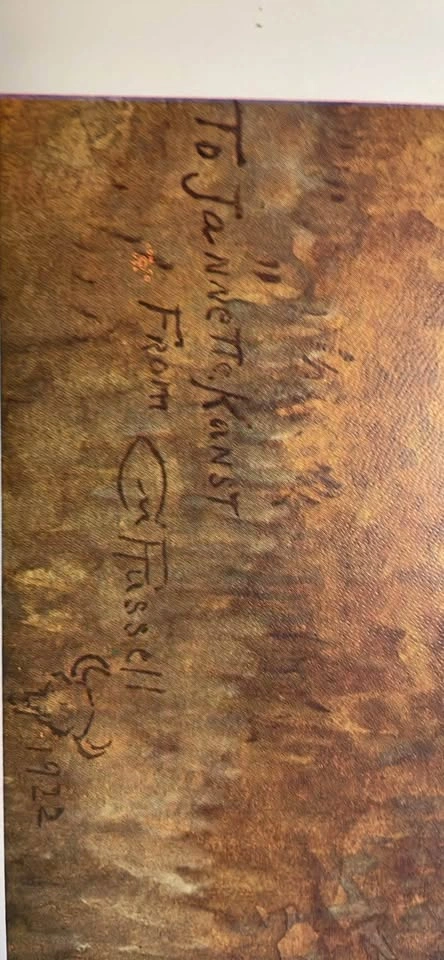 To Jannette Kanst
From CM Russell
1922